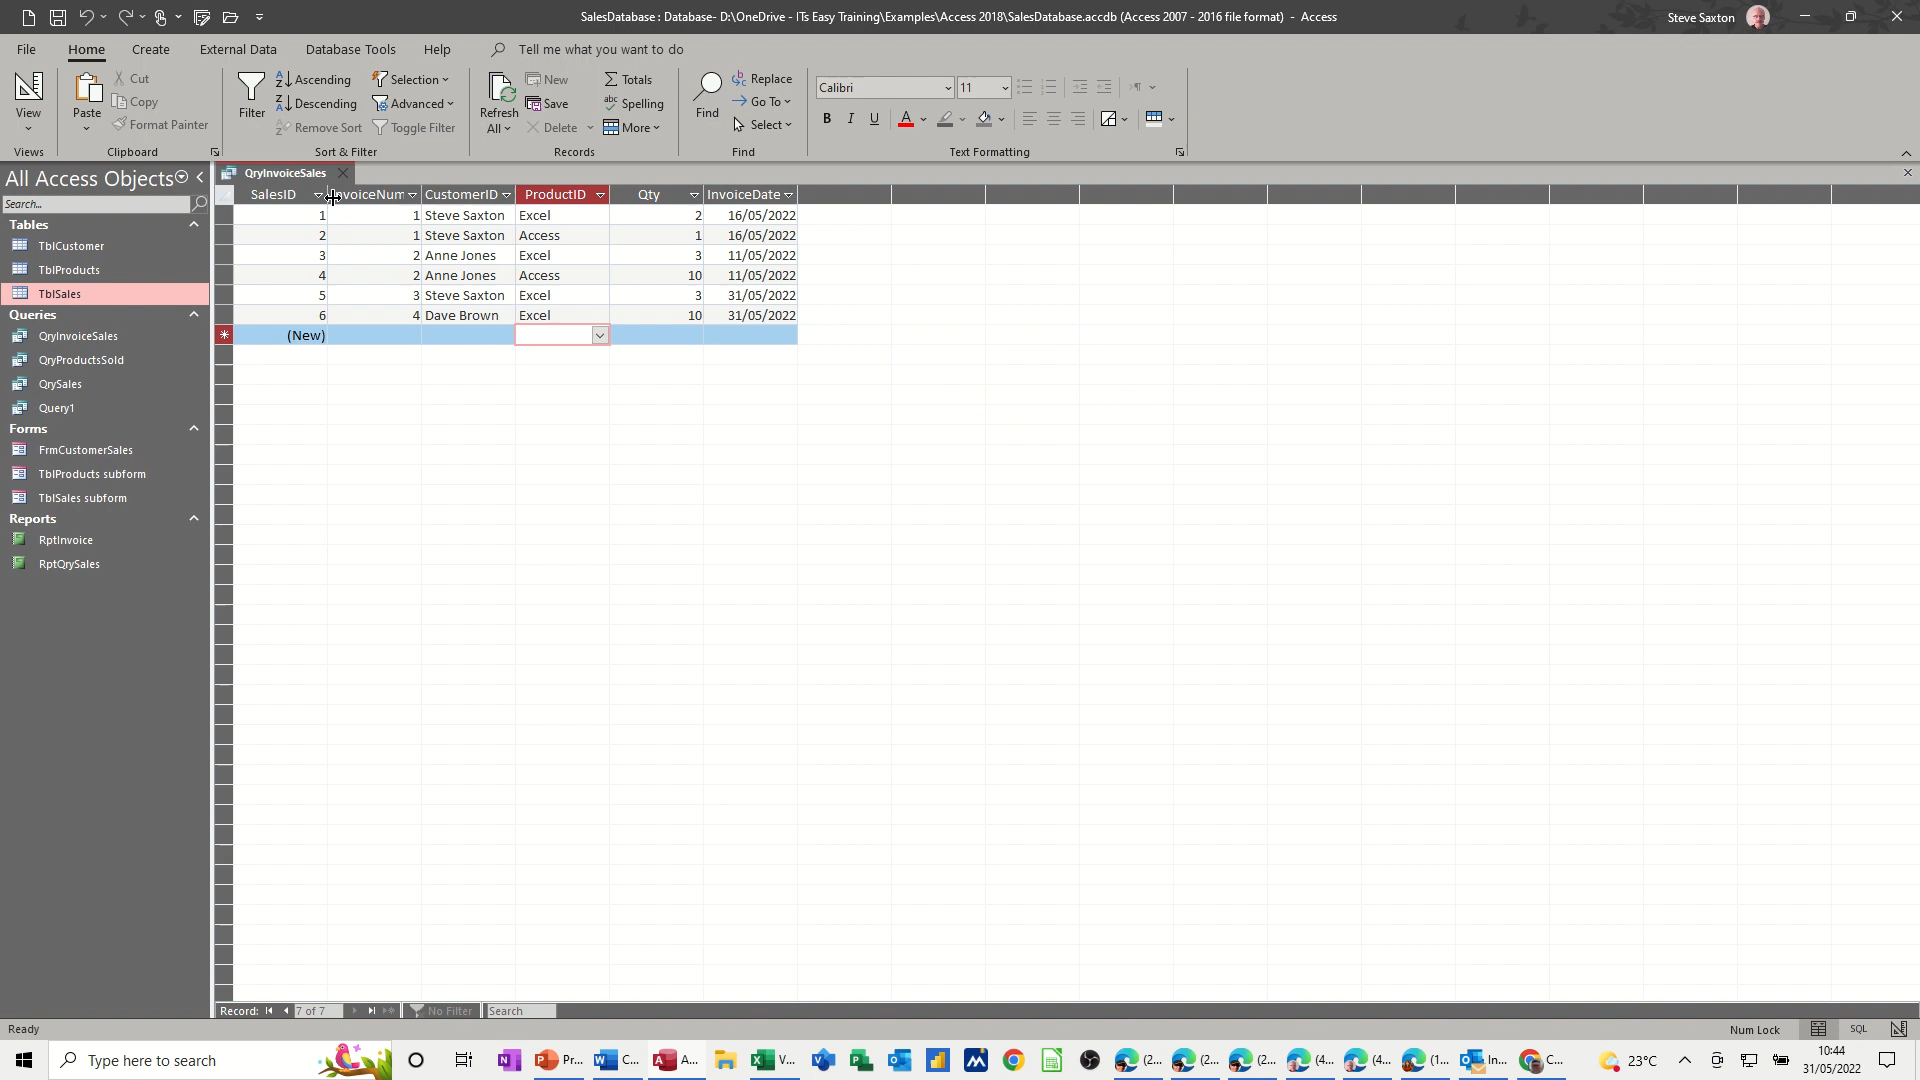 SalesDatabase : Database- D:\OneDrive - ITs Easy Training\Examples\Access 2018\SalesDatabase.accdb (Access 2007 - 2016 file format) - Access
Steve Saxton
File Home Create External Data Database Tools Help Tell me what you want to do
View
Views
Paste
Cut
Copy
Format Painter
Clipboard
Filter
Ascending
Descending
Remove Sort
Selection
Advanced
Toggle Filter
Sort & Filter
Refresh
All
New
Save
Delete
Totals
Spelling
More
Records
Find
Replace
Go To
Select
Find
Calibri 11
B I U
Text Formatting
All Access Objects
Search...
Tables
TblCustomer
TblProducts
TblSales
Queries
QryInvoiceSales
QryProductsSold
QrySales
Query1
Forms
FrmCustomerSales
TblProducts subform
TblSales subform
Reports
RptInvoice
RptQrySales
QryInvoiceSales
SalesID voiceNum CustomerID ProductID Qty InvoiceDate
1 1 Steve Saxton Excel 2 16/05/2022
2 1 Steve Saxton Access 1 16/05/2022
3 2 Anne Jones Excel 3 11/05/2022
4 2 Anne Jones Access 10 11/05/2022
5 3 Steve Saxton Excel 3 31/05/2022
6 4 Dave Brown Excel 10 31/05/2022
(New)
Record: 7 of 7 No Filter Search
Ready
Num Lock SQL
Type here to search
Pr... C... A... V... (2... (2... (2... (4... (4... (1... In... C...
23°C
10:44
31/05/2022